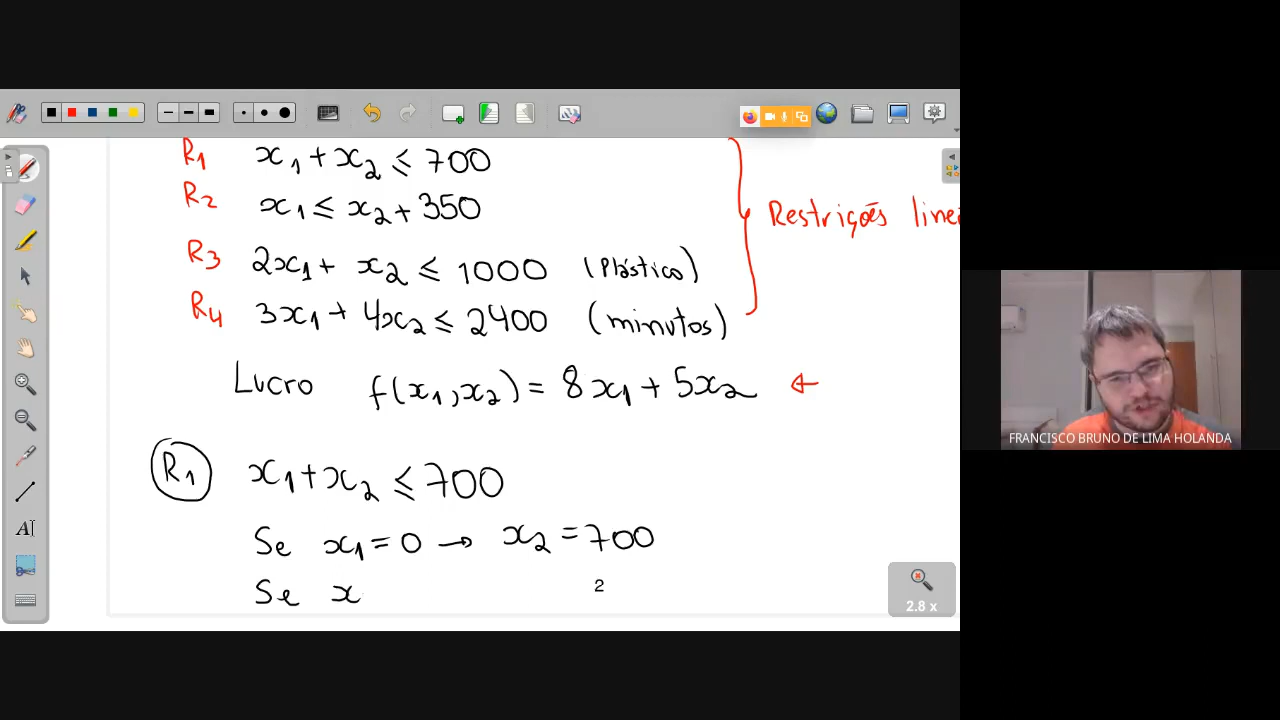 R1 x1 + x2 ≤ 700
R2 x1 ≤ x2 + 350
R3 2x1 + x2 ≤ 1000 (Plástico)
R4 3x1 + 4x2 ≤ 2400 (minutos)
Restrições linea
Lucro f(x1, x2) = 8x1 + 5x2 ←
R1 x1 + x2 ≤ 700
Se x1 = 0 → x2 = 700
Se x
2
2.8 x
AI
FRANCISCO BRUNO DE LIMA HOLANDA